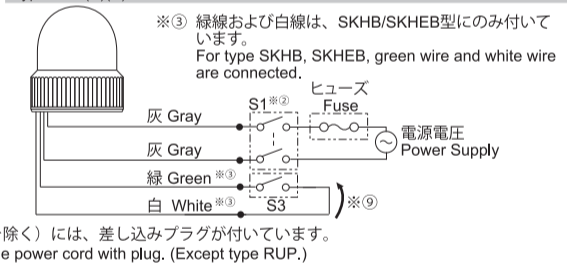 ※③ 緑線および白線は、SKHB/SKHEB型にのみ付いて
います。
For type SKHB, SKHEB, green wire and white wire
are connected.
ヒューズ
S1※② Fuse
灰 Gray
電源電圧
Power Supply
灰 Gray
緑 Green※③
白 White※③ S3 ※⑨
除く）には、差し込みプラグが付いています。
e power cord with plug. (Except type RUP.)